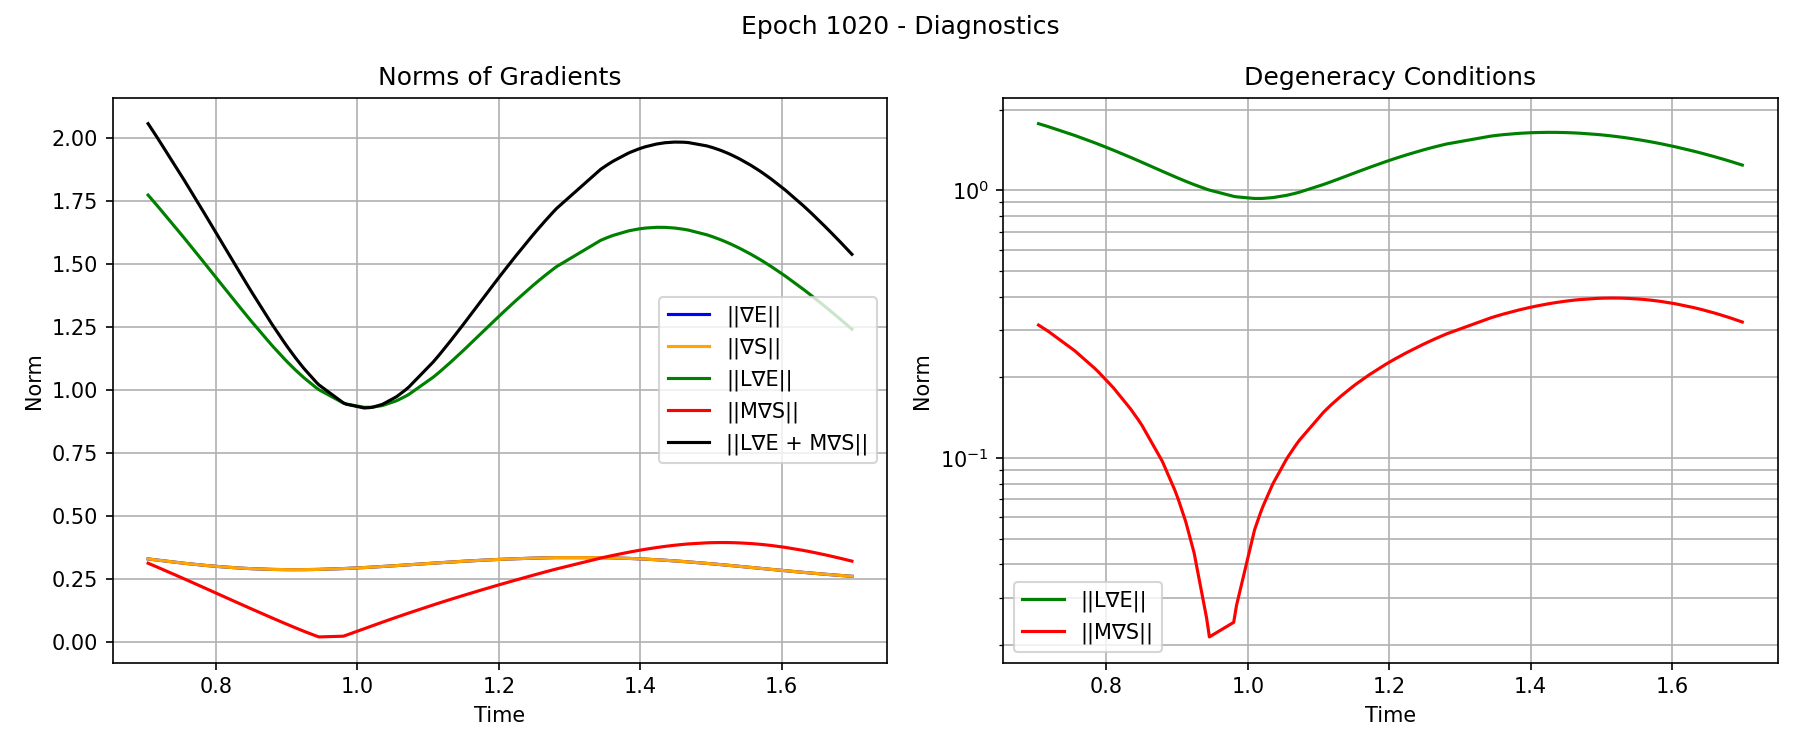 Epoch 1020 - Diagnostics
Norms of Gradients
Norm
2.00
1.75
1.50
1.25
1.00
0.75
0.50
0.25
0.00
||∇E||
||∇S||
||L∇E||
||M∇S||
||L∇E + M∇S||
0.8
1.0
1.2
1.4
1.6
Time
Degeneracy Conditions
Norm
10⁰
10⁻¹
||L∇E||
||M∇S||
0.8
1.0
1.2
1.4
1.6
Time